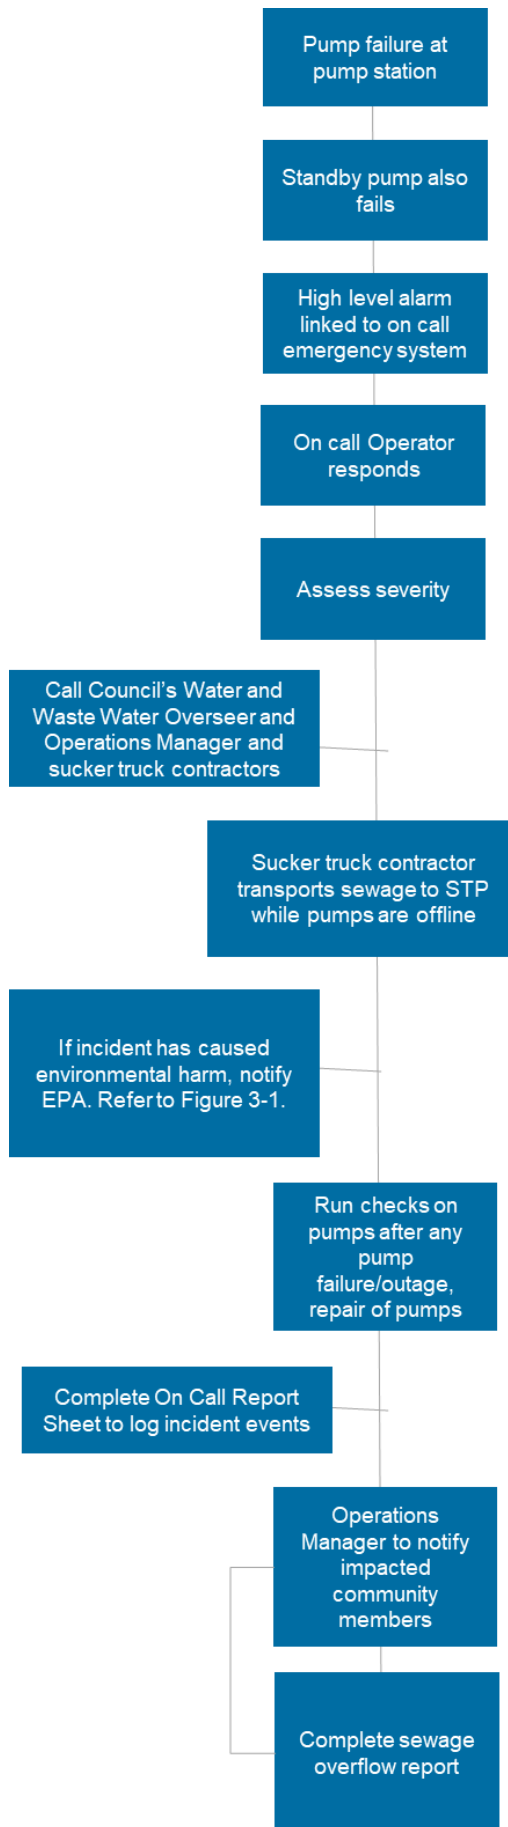 Pump failure at
pump station
Standby pump also
fails
High level alarm
linked to on call
emergency system
On call Operator
responds
Assess severity
Call Council’s Water and
Waste Water Overseer and
Operations Manager and
sucker truck contractors
Sucker truck contractor
transports sewage to STP
while pumps are offline
If incident has caused
environmental harm, notify
EPA. Refer to Figure 3-1.
Run checks on
pumps after any
pump
failure/outage,
repair of pumps
Complete On Call Report
Sheet to log incident events
Operations
Manager to notify
impacted
community
members
Complete sewage
overflow report